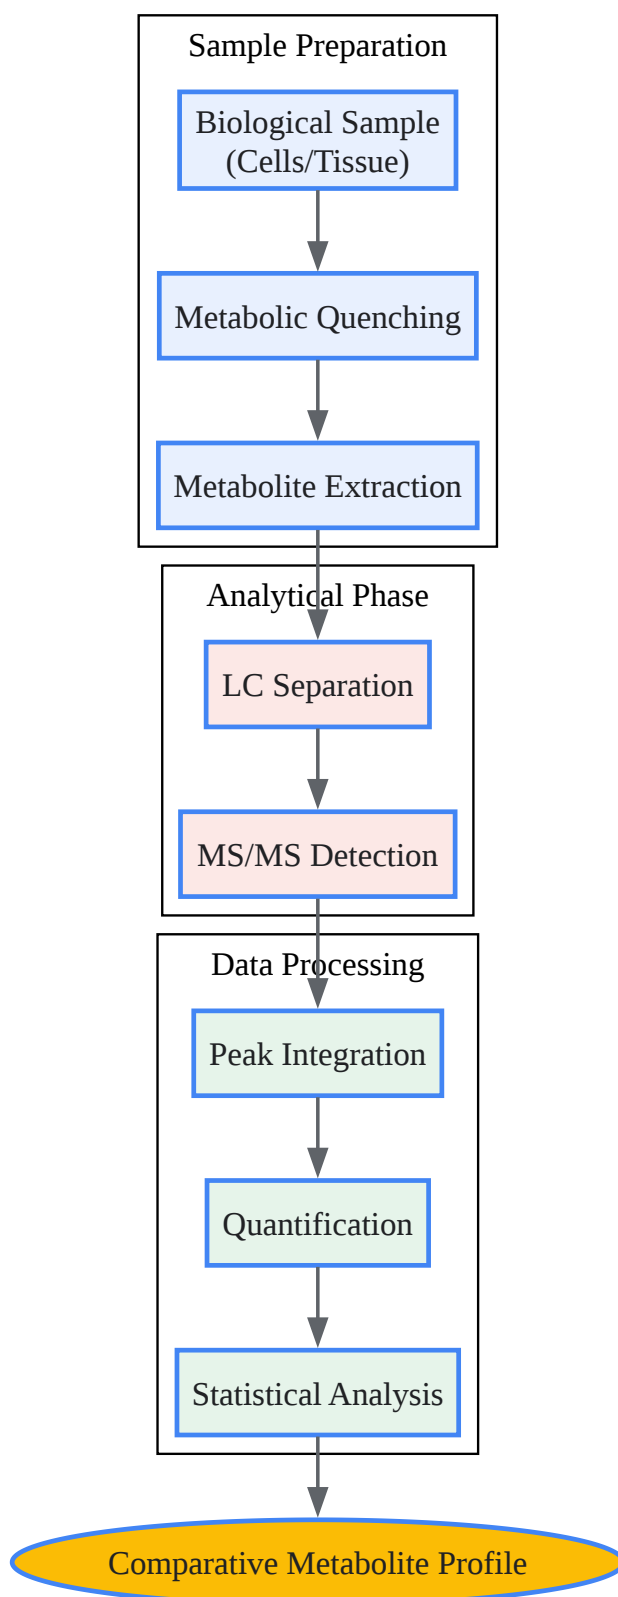 Sample Preparation
Biological Sample
(Cells/Tissue)
Metabolic Quenching
Metabolite Extraction
Analytical Phase
LC Separation
MS/MS Detection
Data Processing
Peak Integration
Quantification
Statistical Analysis
Comparative Metabolite Profile